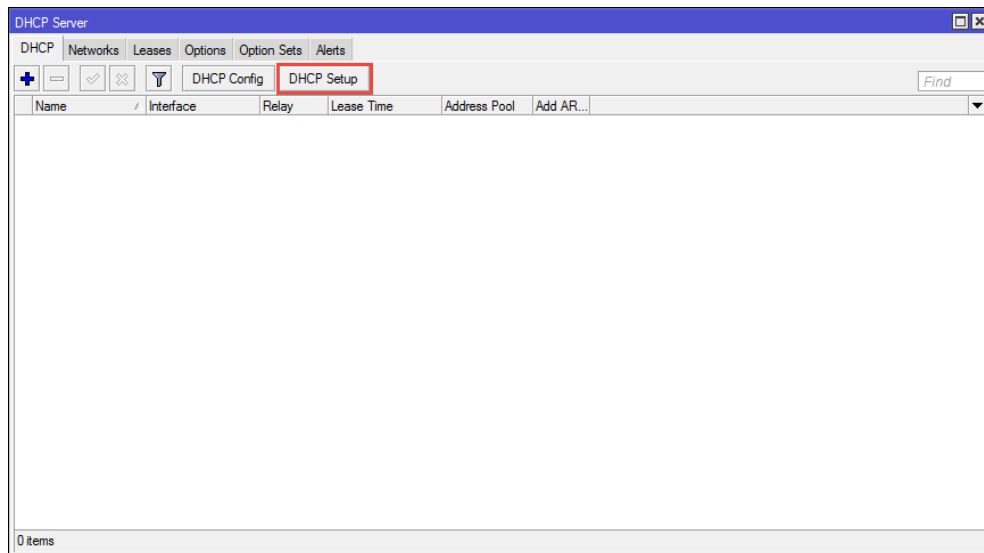 DHCP Server
DHCP Networks Leases Options Option Sets Alerts
DHCP Config DHCP Setup Find
Name Interface Relay Lease Time Address Pool Add AR...
0 items